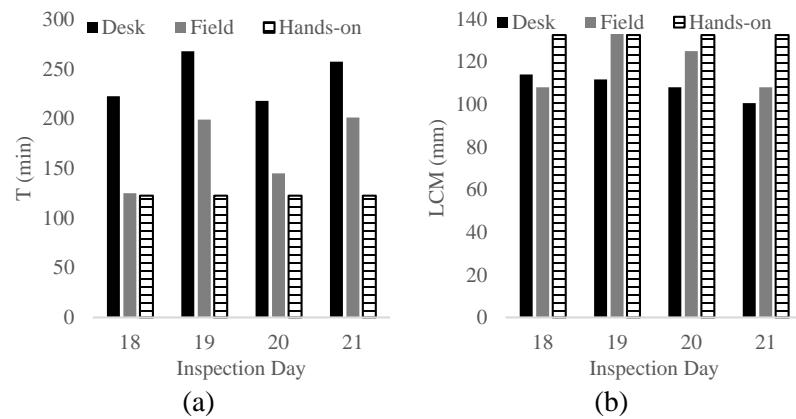 300
250
200
150
100
50
0
T (min)
Desk Field Hands-on
18 19 20 21
Inspection Day
(a)
140
120
100
80
60
40
20
0
LCM (mm)
Desk Field Hands-on
18 19 20 21
Inspection Day
(b)